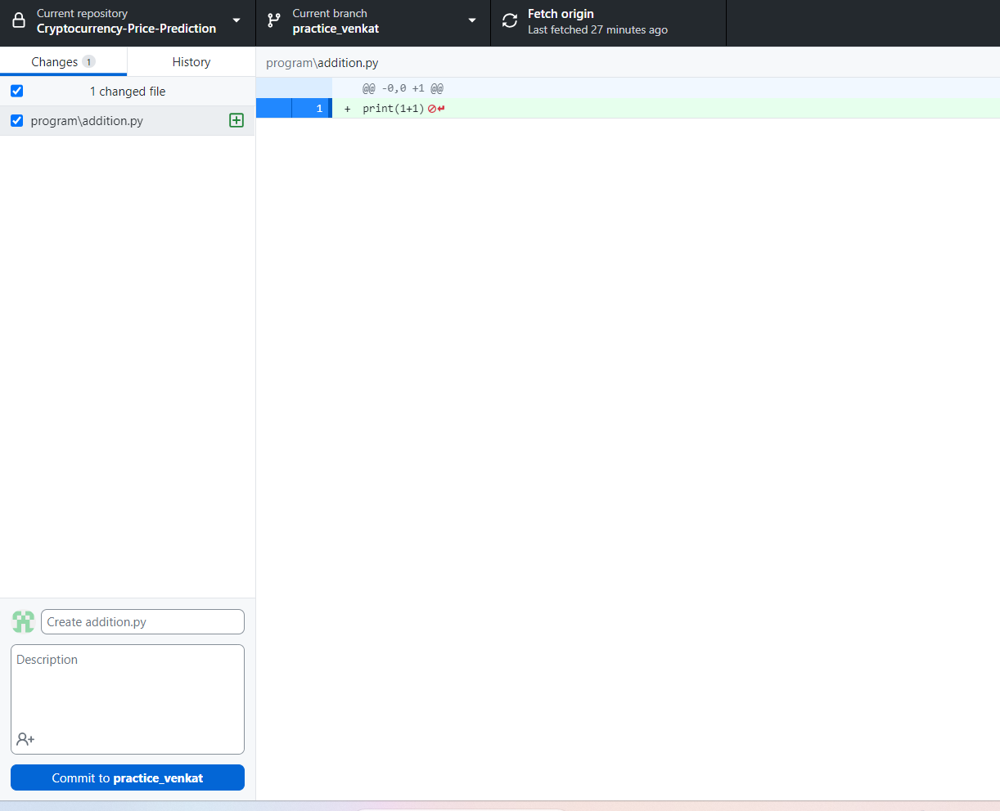 Current repository
Cryptocurrency-Price-Prediction
Current branch
practice_venkat
Fetch origin
Last fetched 27 minutes ago
Changes 1
History
program\addition.py
1 changed file
@@ -0,0 +1 @@
program\addition.py
1 + print(1+1)
Create addition.py
Description
Commit to practice_venkat